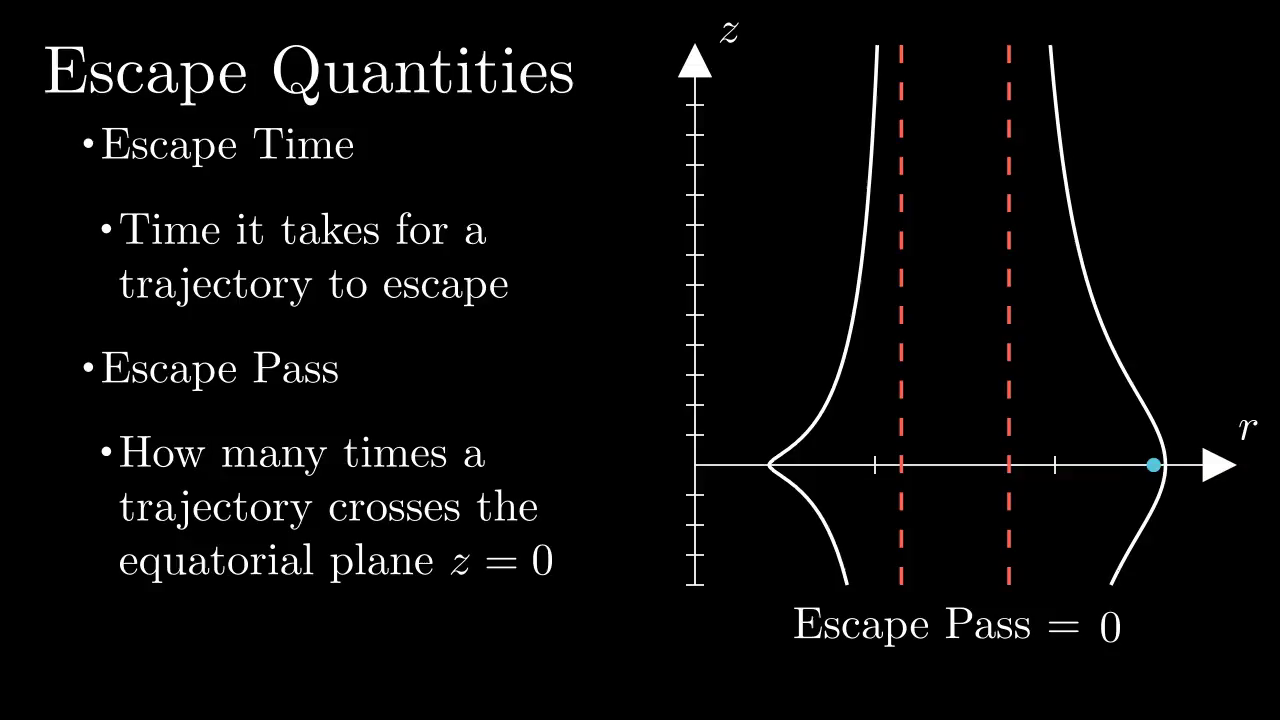 Escape Quantities
•Escape Time
•Time it takes for a
trajectory to escape
•Escape Pass
•How many times a
trajectory crosses the
equatorial plane z = 0
z
r
Escape Pass = 0